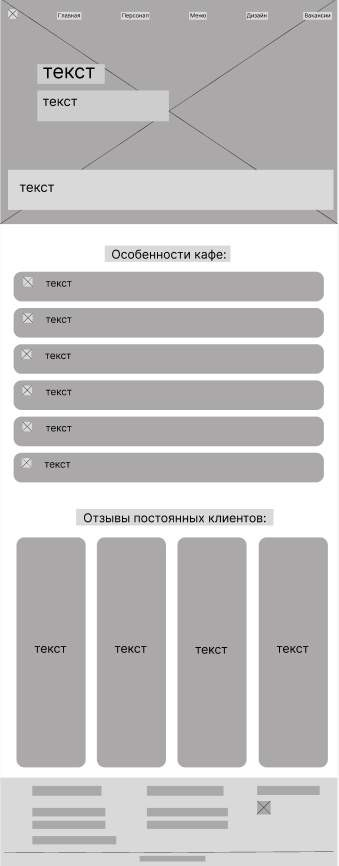 Главная Персонал Меню Дизайн Вакансии
текст
текст
текст
Особенности кафе:
текст
текст
текст
текст
текст
текст
Отзывы постоянных клиентов:
текст текст текст текст